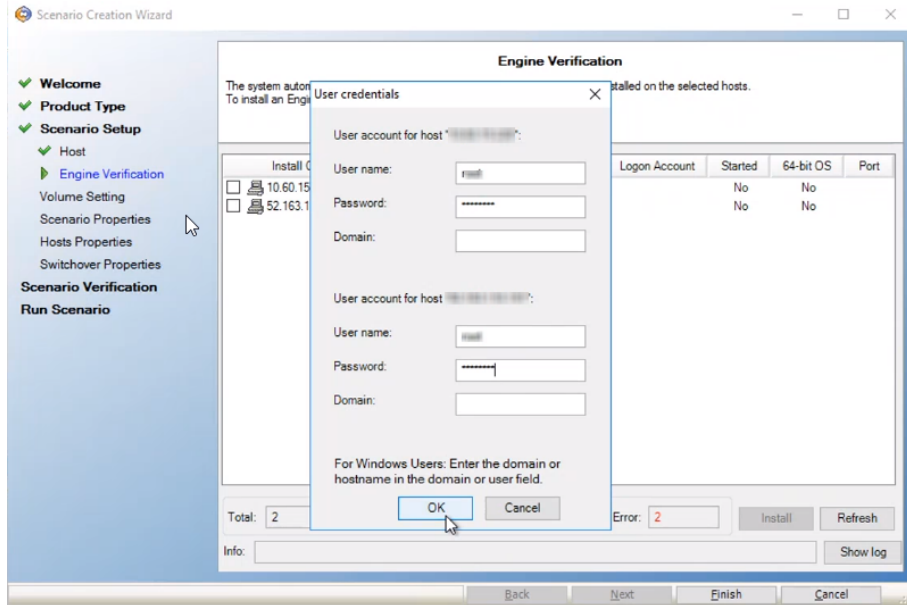 Scenario Creation Wizard
Welcome
Product Type
Scenario Setup
Host
Engine Verification
Volume Setting
Scenario Properties
Hosts Properties
Switchover Properties
Scenario Verification
Run Scenario
Engine Verification
The system autom
stalled on the selected hosts.
To install an Engi
Install C
Logon Account Started 64-bit OS Port
10.60.15 No No
52.163.1 No No
User credentials
User account for host "
":
User name:
Password: ********
Domain:
User account for host
":
User name:
Password: ********
Domain:
For Windows Users: Enter the domain or
hostname in the domain or user field.
OK Cancel
Total: 2 Error: 2 Install Refresh
Info: Show log
Back Next Finish Cancel